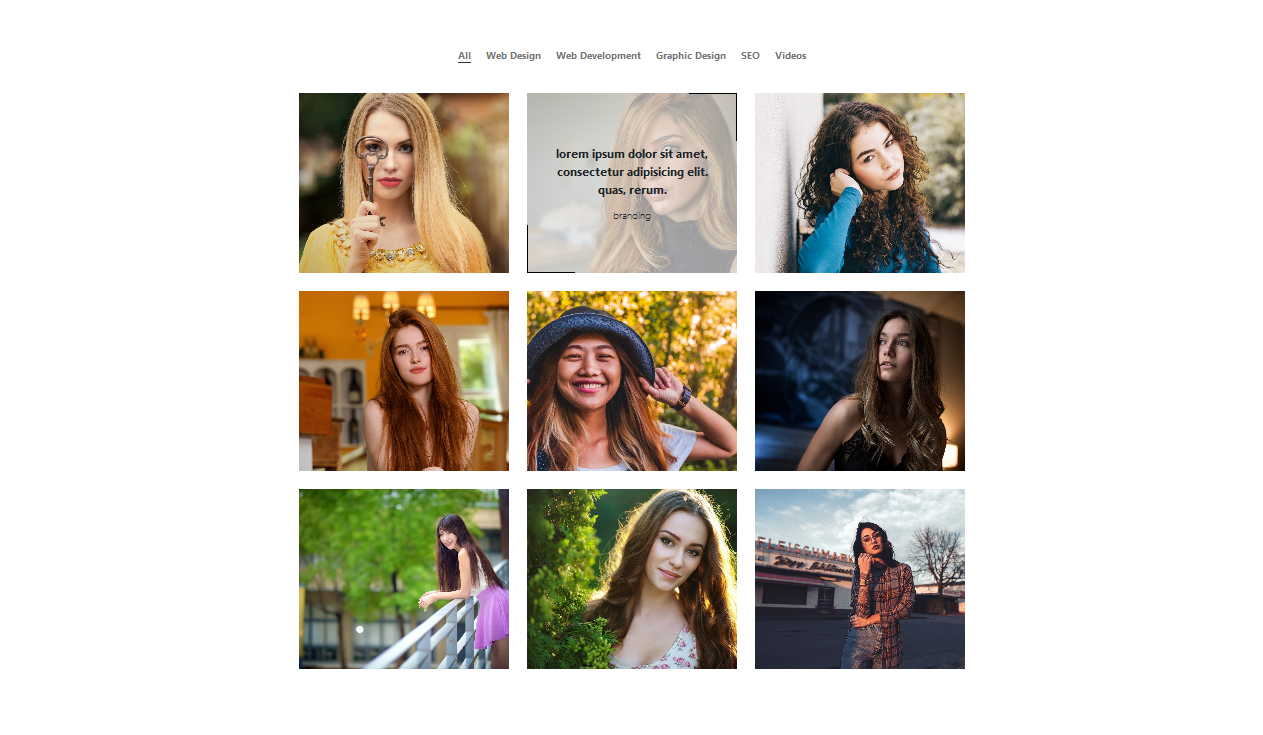 All Web Design Web Development Graphic Design SEO Videos
lorem ipsum dolor sit amet,
consectetur adipisicing elit.
quas, rerum.
branding
FLEISCHMAR